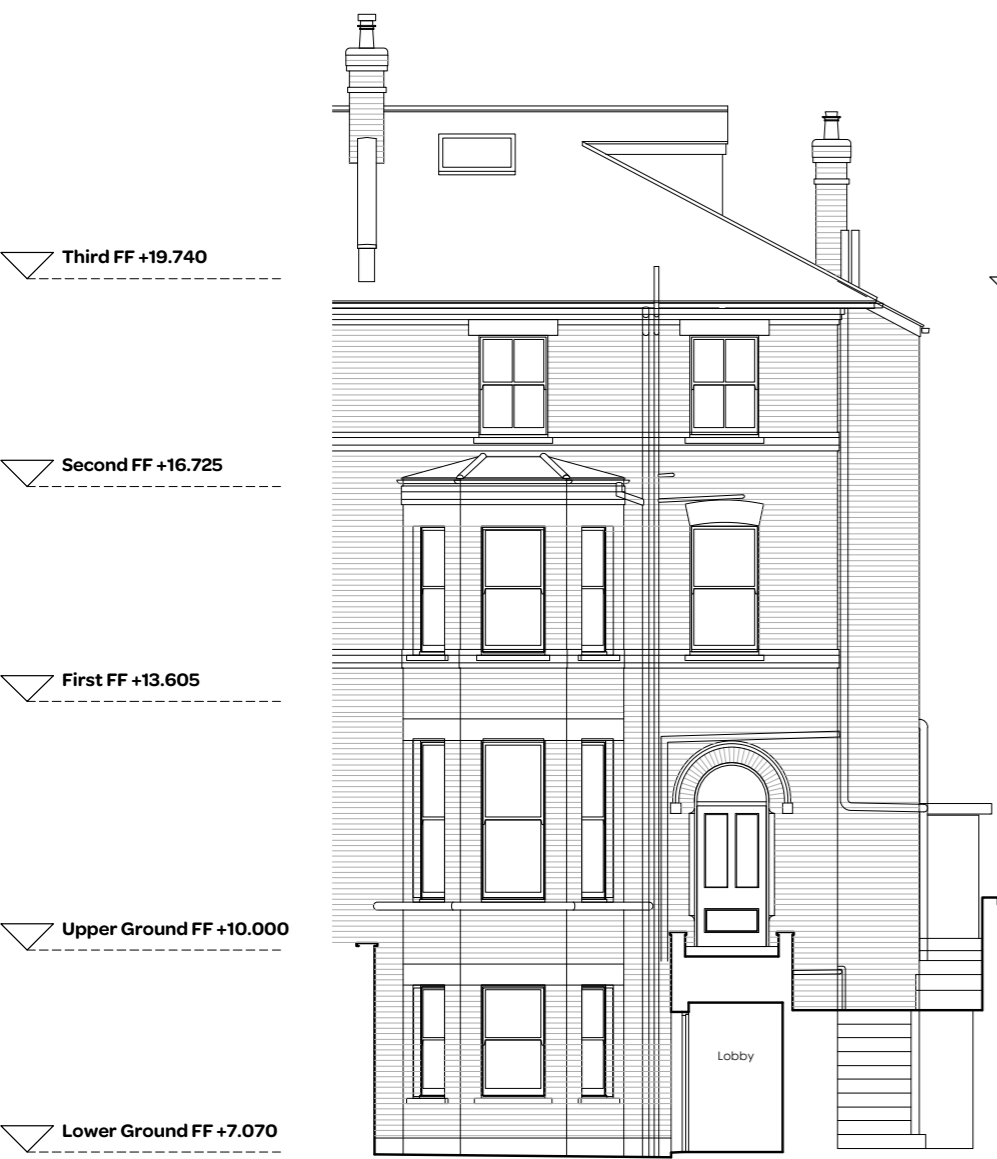 Third FF +19.740
Second FF +16.725
First FF +13.605
Upper Ground FF +10.000
Lobby
Lower Ground FF +7.070